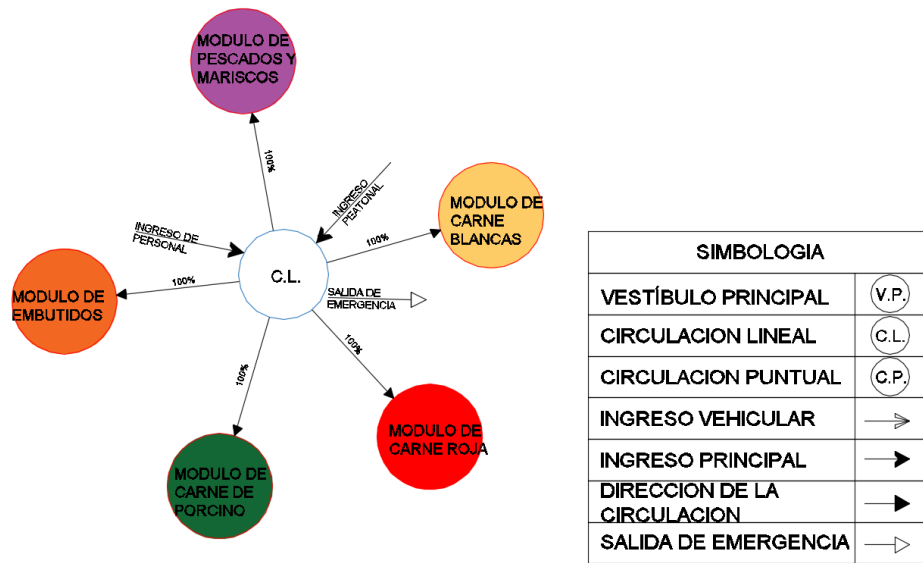 MODULO DE
PESCADOS Y
MARISCOS
100%
INGRESO
PEATONAL
MODULO DE
CARNE
BLANCAS
100%
INGRESO DE
PERSONAL
C.L.
MODULO DE
EMBUTIDOS
100%
SALIDA DE
EMERGENCIA
100%
100%
MODULO DE
CARNE ROJA
MODULO DE
CARNE DE
PORCINO
SIMBOLOGIA
VESTÍBULO PRINCIPAL V.P.
CIRCULACION LINEAL C.L.
CIRCULACION PUNTUAL C.P.
INGRESO VEHICULAR
INGRESO PRINCIPAL
DIRECCION DE LA
CIRCULACION
SALIDA DE EMERGENCIA